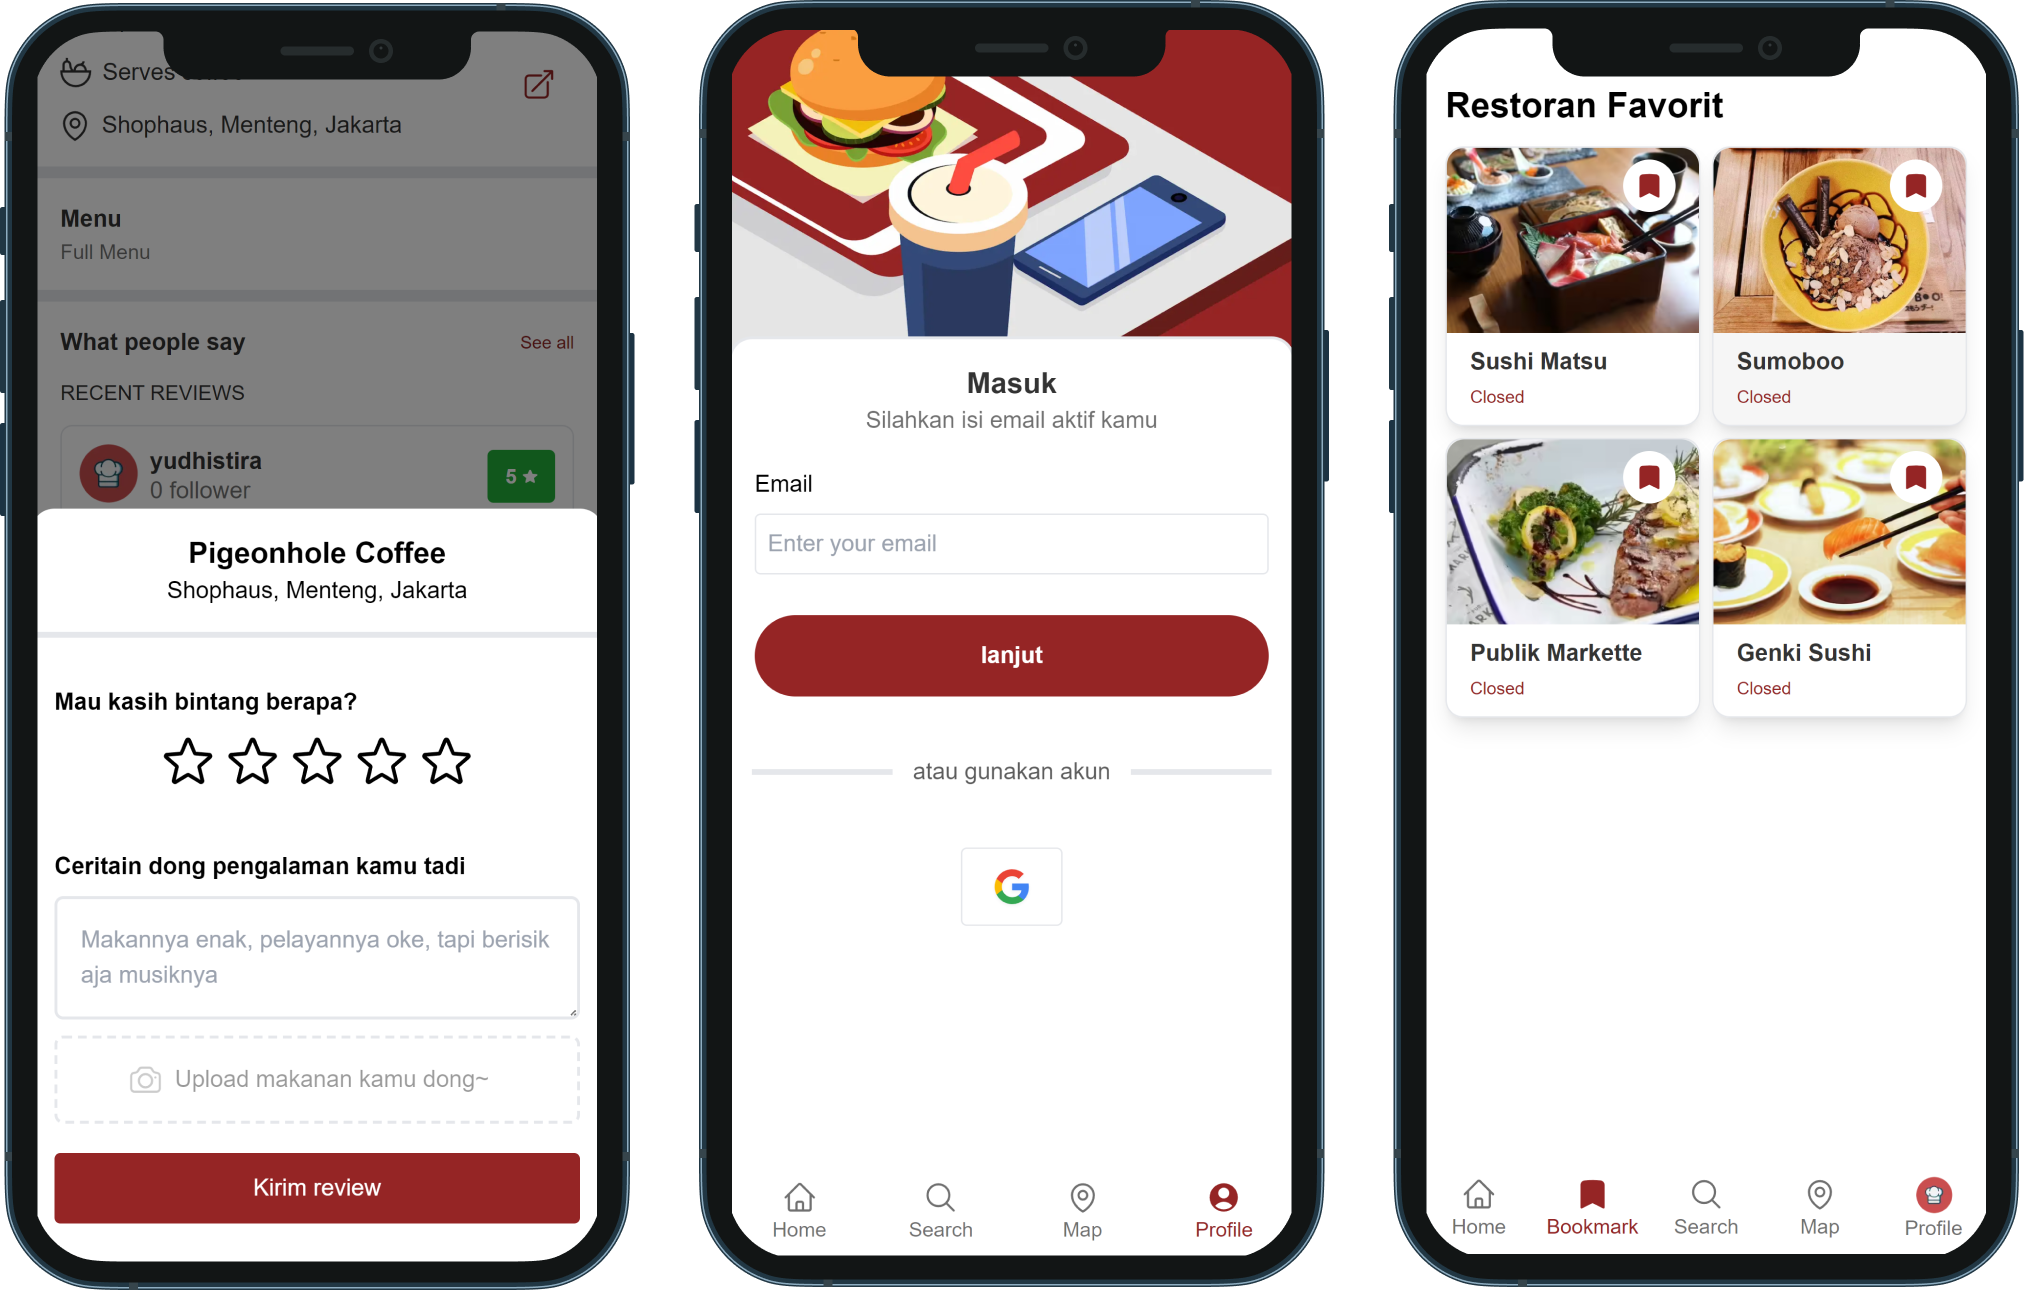 Serves
Shophaus, Menteng, Jakarta
Menu
Full Menu
What people say
See all
RECENT REVIEWS
yudhistira
0 follower
5
Pigeonhole Coffee
Shophaus, Menteng, Jakarta
Mau kasih bintang berapa?
Ceritain dong pengalaman kamu tadi
Makannya enak, pelayannya oke, tapi berisik
aja musiknya
Upload makanan kamu dong~
Kirim review
Masuk
Silahkan isi email aktif kamu
Email
Enter your email
lanjut
atau gunakan akun
Home
Search
Map
Profile
Restoran Favorit
Sushi Matsu
Closed
Sumoboo
Closed
Publik Markette
Closed
Genki Sushi
Closed
Home
Bookmark
Search
Map
Profile